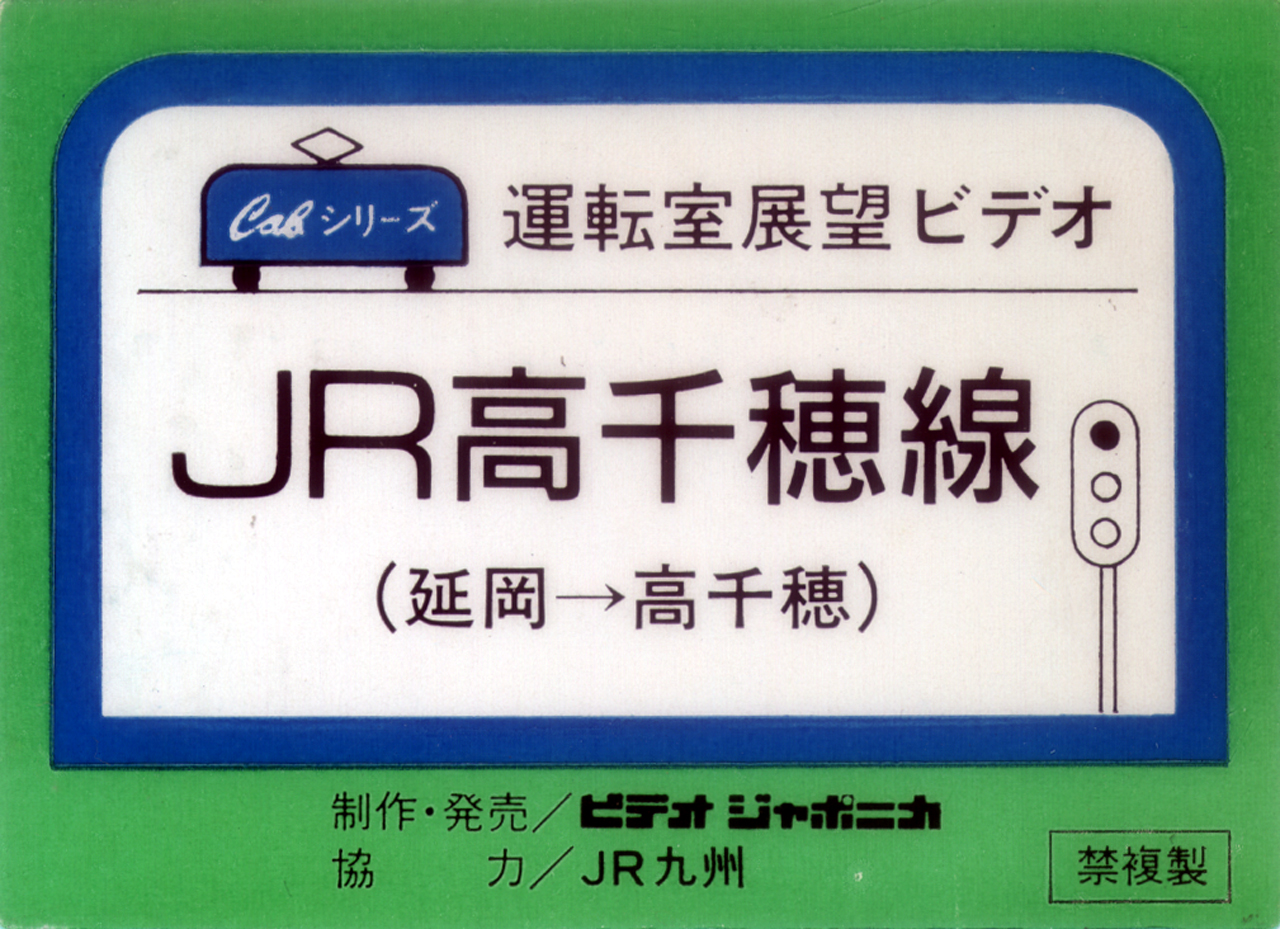 Cab シリーズ
運転室展望ビデオ
JR高千穂線
(延岡→高千穂)
制作・発売/ビデオ ジャポニカ
協力/JR九州
禁複製